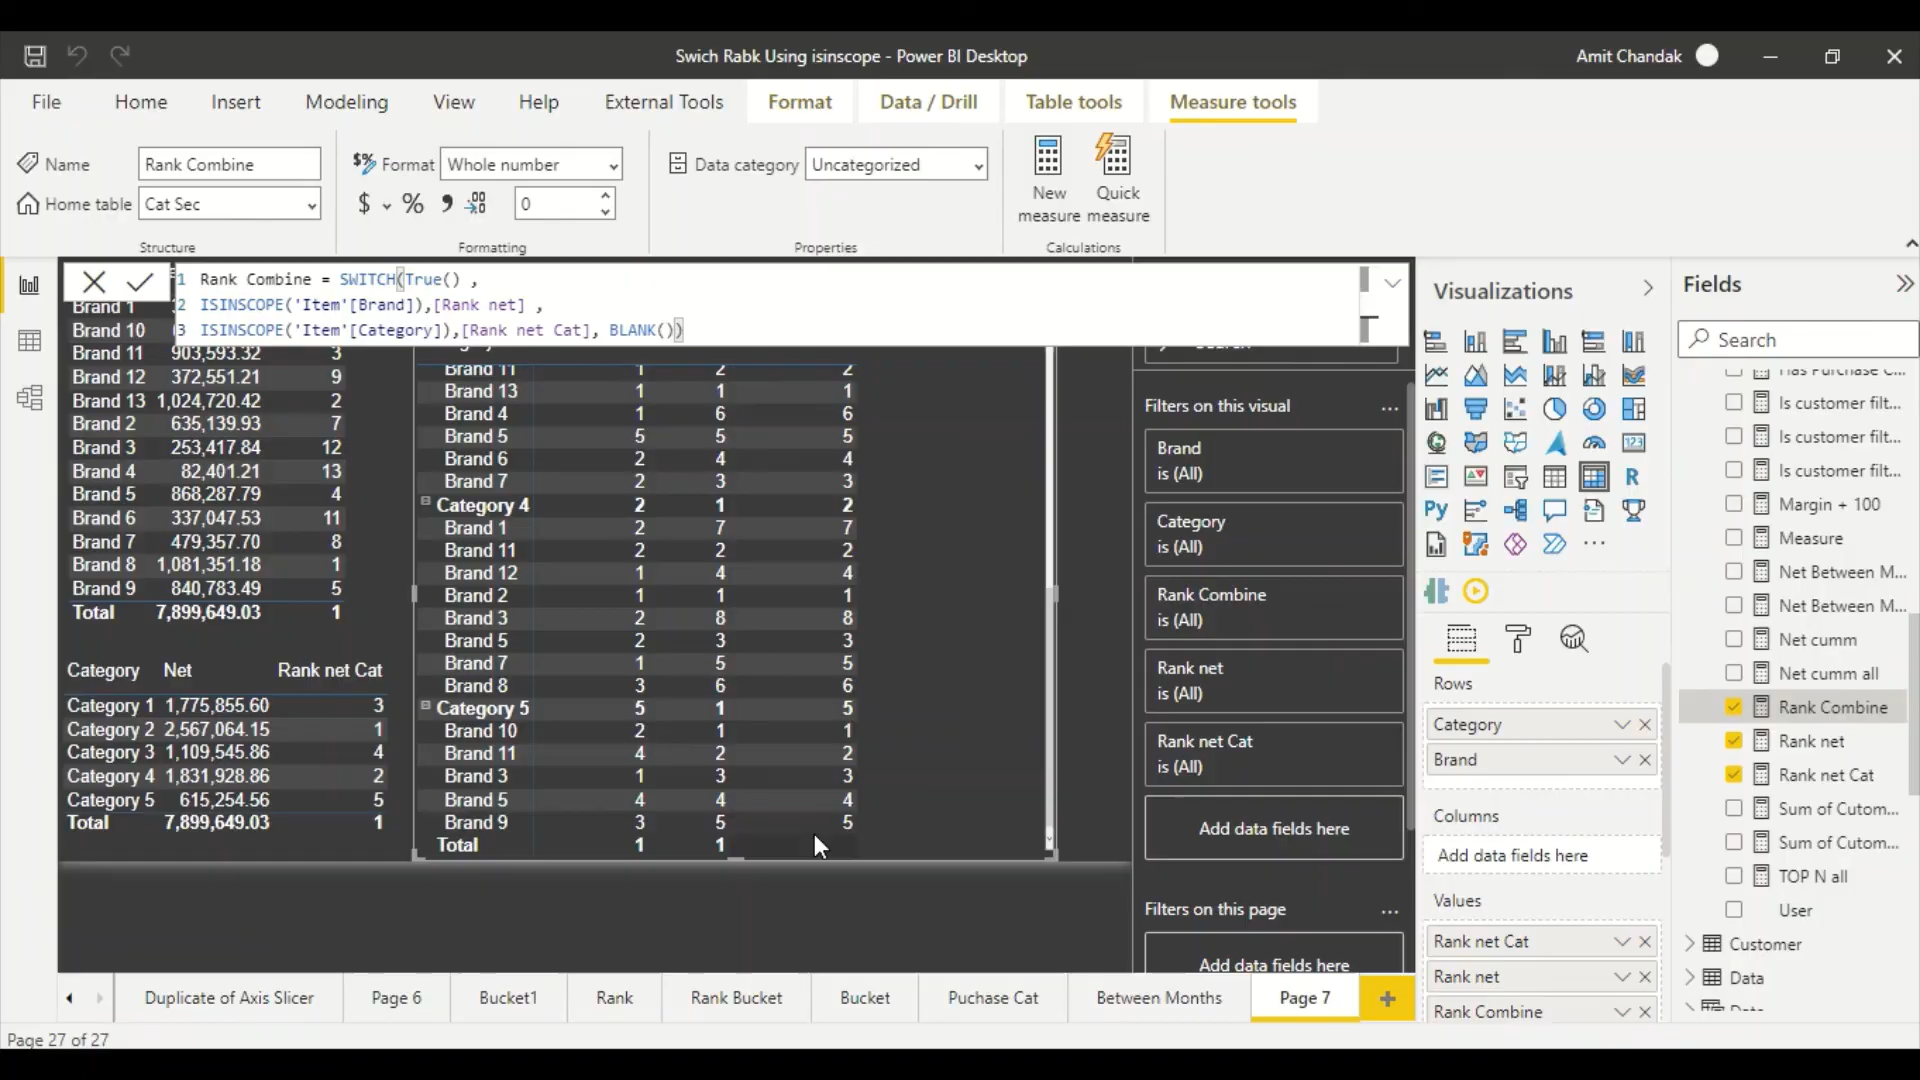 Swich Rabk Using isinscope - Power BI Desktop
Amit Chandak
File Home Insert Modeling View Help External Tools Format Data / Drill Table tools Measure tools
Name Rank Combine
Home table Cat Sec
Structure
Format Whole number
$ % 0
Formatting
Data category Uncategorized
Properties
New measure
Quick measure
Calculations
1 Rank Combine = SWITCH(True() ,
2 ISINSCOPE('Item'[Brand]),[Rank net] ,
3 ISINSCOPE('Item'[Category]),[Rank net Cat], BLANK())
Brand 1
Brand 10
Brand 11 903,593.32 3
Brand 12 372,551.21 9
Brand 13 1,024,720.42 2
Brand 2 635,139.93 7
Brand 3 253,417.84 12
Brand 4 82,401.21 13
Brand 5 868,287.79 4
Brand 6 337,047.53 11
Brand 7 479,357.70 8
Brand 8 1,081,351.18 1
Brand 9 840,783.49 5
Total 7,899,649.03 1
Category Net Rank net Cat
Category 1 1,775,855.60 3
Category 2 2,567,064.15 1
Category 3 1,109,545.86 4
Category 4 1,831,928.86 2
Category 5 615,254.56 5
Total 7,899,649.03 1
Brand 11 1 2 2
Brand 13 1 1 1
Brand 4 1 6 6
Brand 5 5 5 5
Brand 6 2 4 4
Brand 7 2 3 3
Category 4 2 1 2
Brand 1 2 7 7
Brand 11 2 2 2
Brand 12 1 4 4
Brand 2 1 1 1
Brand 3 2 8 8
Brand 5 2 3 3
Brand 7 1 5 5
Brand 8 3 6 6
Category 5 5 1 5
Brand 10 2 1 1
Brand 11 4 2 2
Brand 3 1 3 3
Brand 5 4 4 4
Brand 9 3 5 5
Total 1 1
Filters on this visual ...
Brand
is (All)
Category
is (All)
Rank Combine
is (All)
Rank net
is (All)
Rank net Cat
is (All)
Add data fields here
Filters on this page ...
Add data fields here
Visualizations
123
R
Py
...
Rows
Category
Brand
Columns
Add data fields here
Values
Rank net Cat
Rank net
Rank Combine
Fields
Search
Has Purchase C...
Is customer filt...
Is customer filt...
Is customer filt...
Margin + 100
Measure
Net Between M...
Net Between M...
Net cumm
Net cumm all
Rank Combine
Rank net
Rank net Cat
Sum of Cutom...
Sum of Cutom...
TOP N all
User
Customer
Data
Duplicate of Axis Slicer Page 6 Bucket1 Rank Rank Bucket Bucket Puchase Cat Between Months Page 7 +
Page 27 of 27